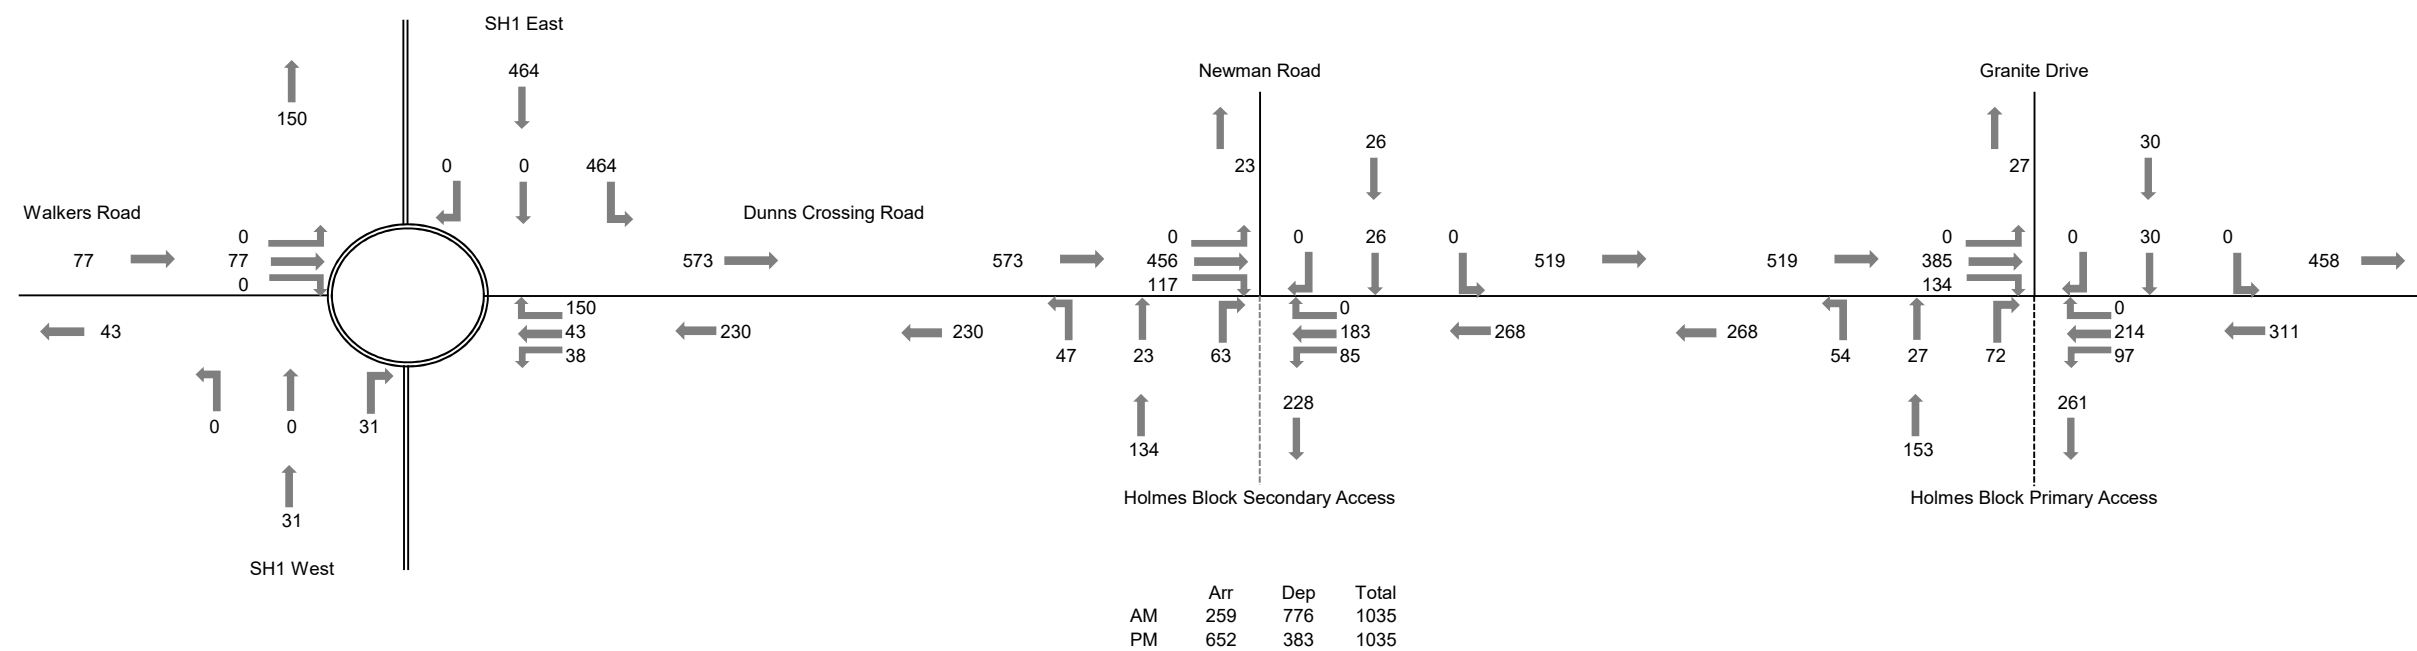 SH1 East
464
Newman Road
Granite Drive
150
26
30
0 0 464
23
27
Walkers Road
Dunns Crossing Road
0
77 77
0
573
573
0
456
117
0 26 0
519
519
0
385
134
0 30 0
458
43
150
43
38
230
230
47 23 63
0
183
85
268
268
54 27 72
0
214
97
311
0 0 31
228
261
134
153
Holmes Block Secondary Access
Holmes Block Primary Access
31
SH1 West
Arr Dep Total
AM 259 776 1035
PM 652 383 1035